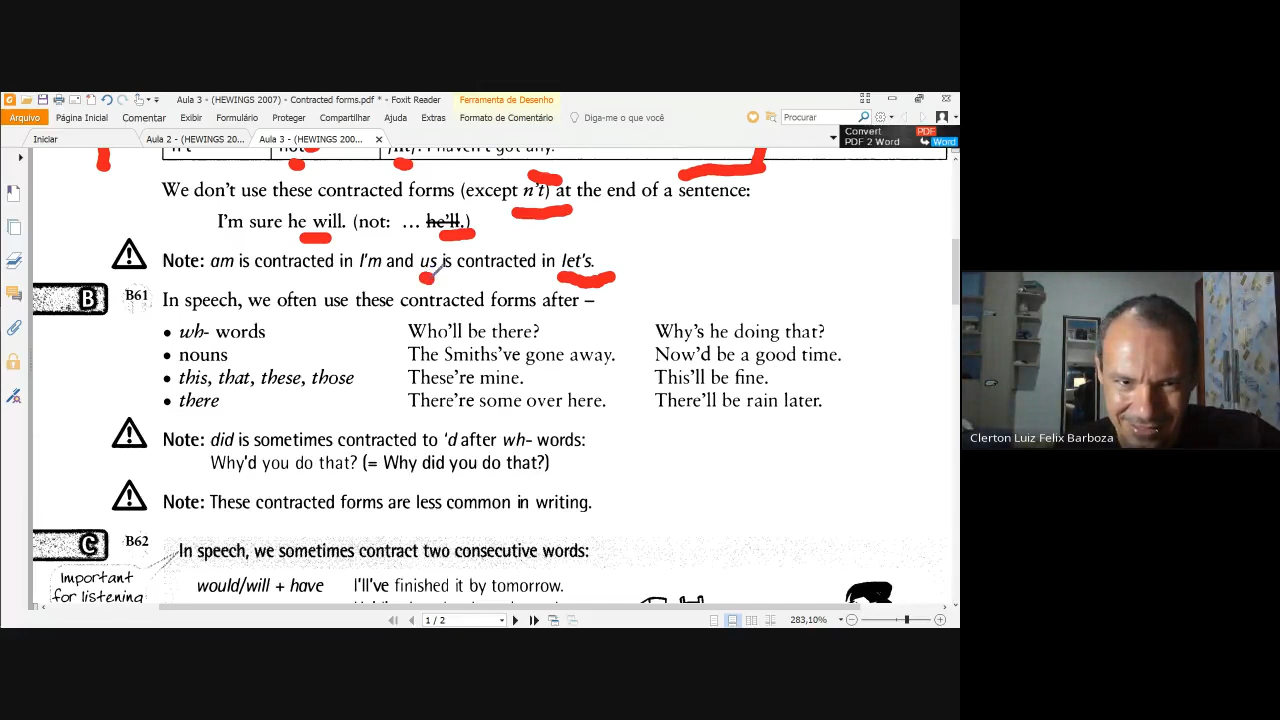 Aula 3 - (HEWINGS 2007) - Contracted forms.pdf * - Foxit Reader
Ferramenta de Desenho
Arquivo Página Inicial Comentar Exibir Formulário Proteger Compartilhar Ajuda Extras Formato de Comentário Diga-me o que você Procurar
Iniciar Aula 2 - (HEWINGS 20... Aula 3 - (HEWINGS 200...
Convert PDF
PDF 2 Word Word
We don't use these contracted forms (except n't) at the end of a sentence:
I'm sure he will. (not: ... he'll.)
Note: am is contracted in I'm and us is contracted in let's.
B B61 In speech, we often use these contracted forms after –
• wh- words Who'll be there? Why's he doing that?
• nouns The Smiths've gone away. Now'd be a good time.
• this, that, these, those These're mine. This'll be fine.
• there There're some over here. There'll be rain later.
Note: did is sometimes contracted to 'd after wh- words:
Why'd you do that? (= Why did you do that?)
Note: These contracted forms are less common in writing.
C B62
In speech, we sometimes contract two consecutive words:
Important
for listening
would/will + have I'll've finished it by tomorrow.
1 / 2 283,10%
Clerton Luiz Felix Barboza